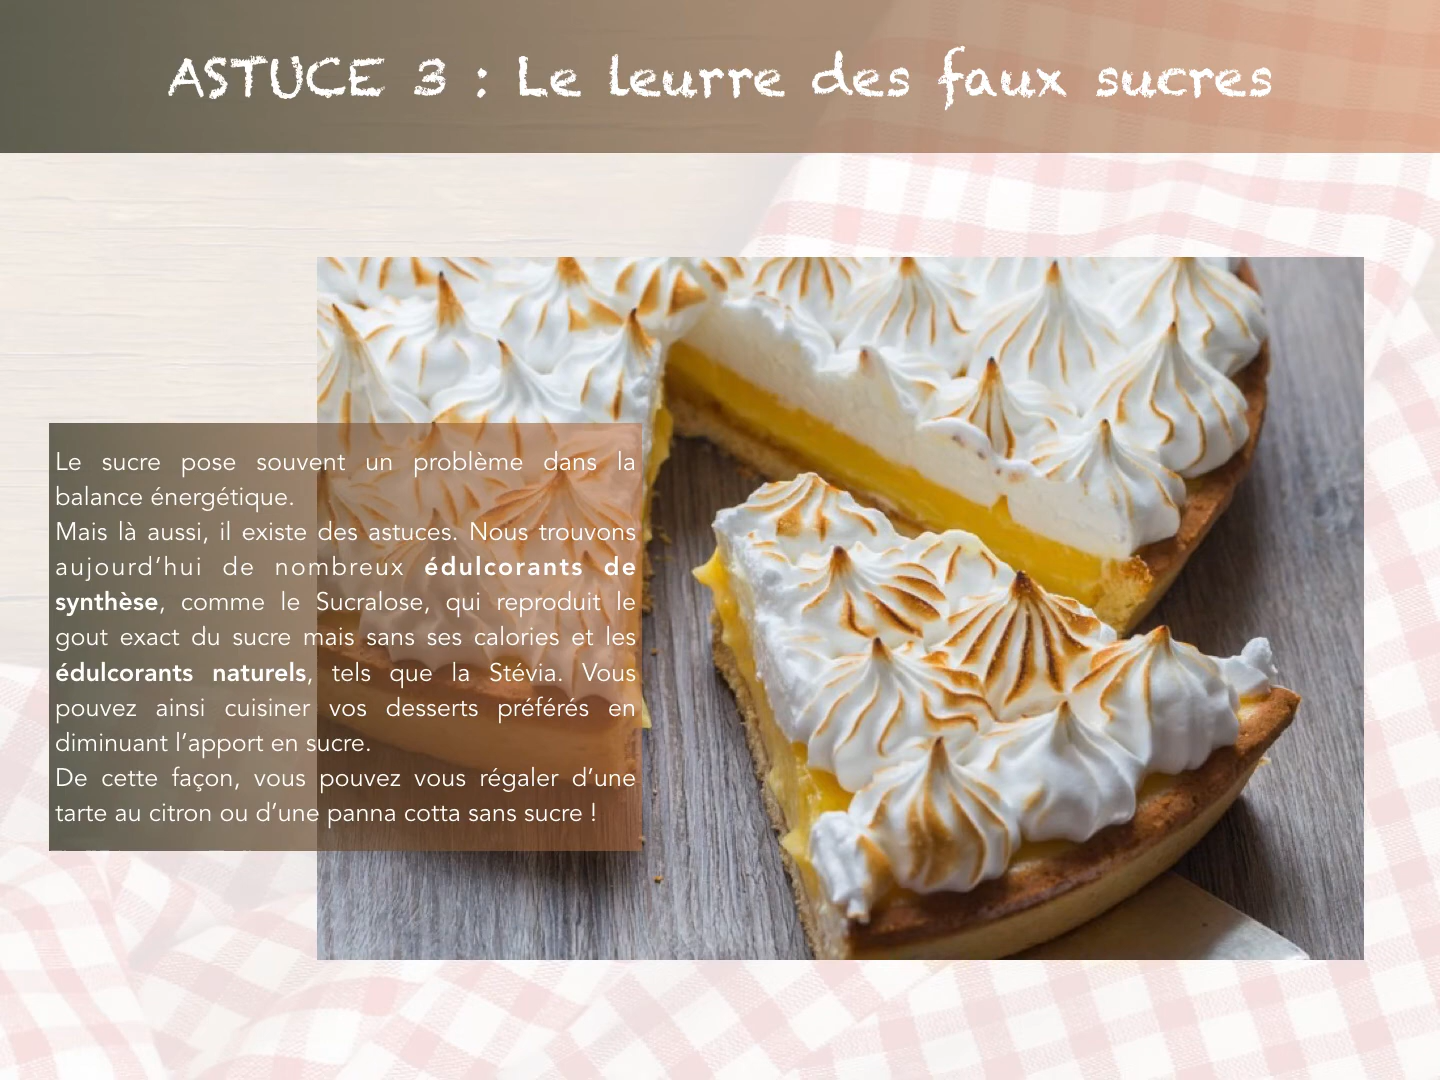 ASTUCE 3 : Le leurre des faux sucres
Le sucre pose souvent un problème dans la
balance énergétique.
Mais là aussi, il existe des astuces. Nous trouvons
aujourd’hui de nombreux édulcorants de
synthèse, comme le Sucralose, qui reproduit le
gout exact du sucre mais sans ses calories et les
édulcorants naturels, tels que la Stévia. Vous
pouvez ainsi cuisiner vos desserts préférés en
diminuant l’apport en sucre.
De cette façon, vous pouvez vous régaler d’une
tarte au citron ou d’une panna cotta sans sucre !